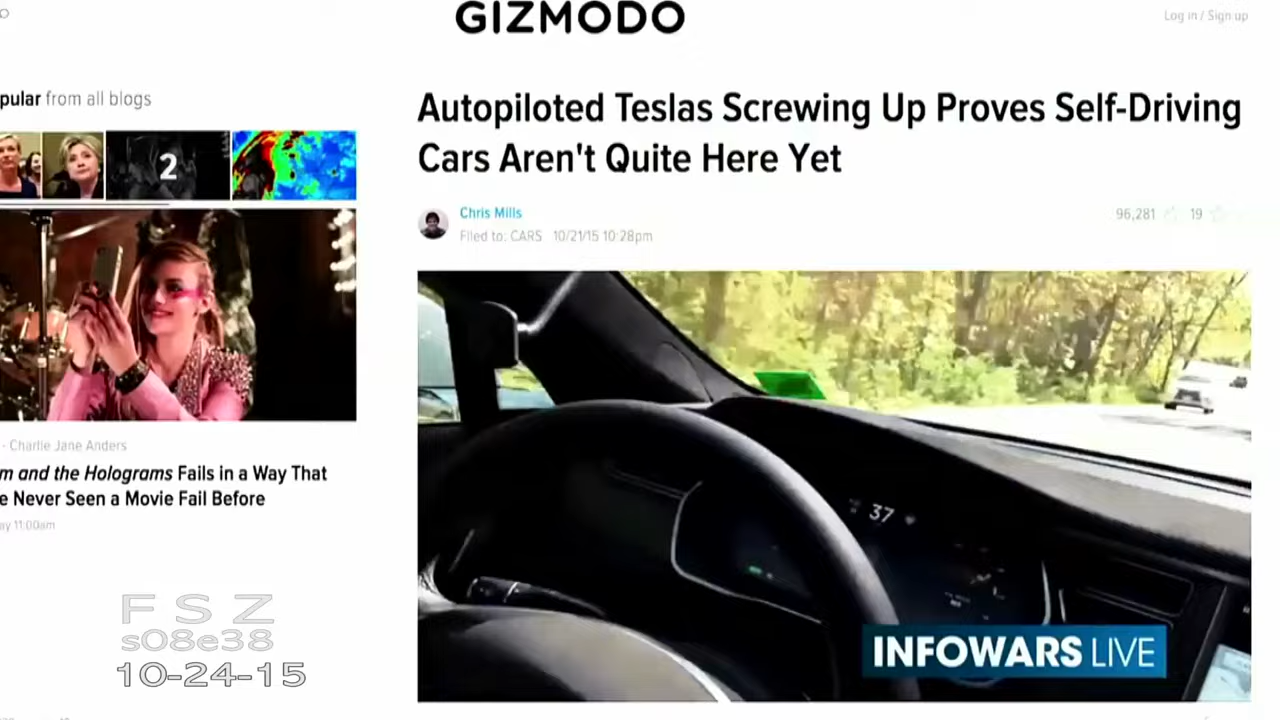 GIZMODO
Log in / Sign up
pular from all blogs
2
Autopiloted Teslas Screwing Up Proves Self-Driving
Cars Aren't Quite Here Yet
Chris Mills
Filed to: CARS 10/21/15 10:28pm
96,281 19
37
- Charlie Jane Anders
m and the Holograms Fails in a Way That
e Never Seen a Movie Fail Before
ay 11:00am
F S Z
s08e38
10-24-15
INFOWARS LIVE